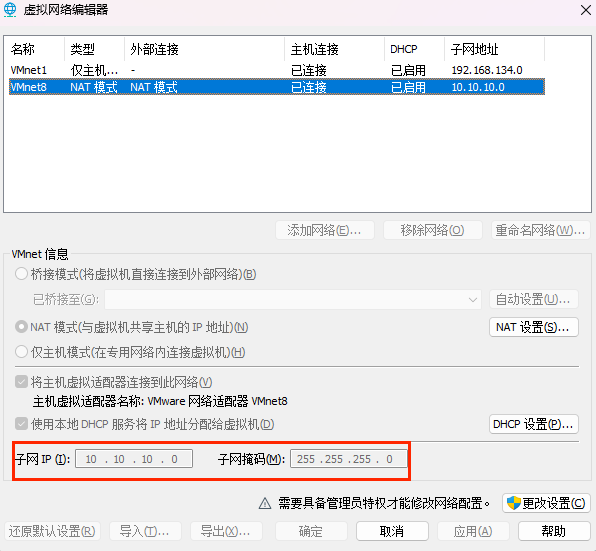 虚拟网络编辑器
名称 类型 外部连接 主机连接 DHCP 子网地址
VMnet1 仅主机... - 已连接 已启用 192.168.134.0
VMnet8 NAT 模式 NAT 模式 已连接 已启用 10.10.10.0
添加网络(E)... 移除网络(O) 重命名网络(W)...
VMnet 信息
桥接模式(将虚拟机直接连接到外部网络)(B)
已桥接至(G): 自动设置(U)...
NAT 模式(与虚拟机共享主机的 IP 地址)(N) NAT 设置(S)...
仅主机模式(在专用网络内连接虚拟机)(H)
将主机虚拟适配器连接到此网络(V)
主机虚拟适配器名称: VMware 网络适配器 VMnet8
使用本地 DHCP 服务将 IP 地址分配给虚拟机(D) DHCP 设置(P)...
子网 IP (I): 10 . 10 . 10 . 0 子网掩码(M): 255 .255 .255 . 0
需要具备管理员特权才能修改网络配置。 更改设置(C)
还原默认设置(R) 导入(T)... 导出(X)... 确定 取消 应用(A) 帮助